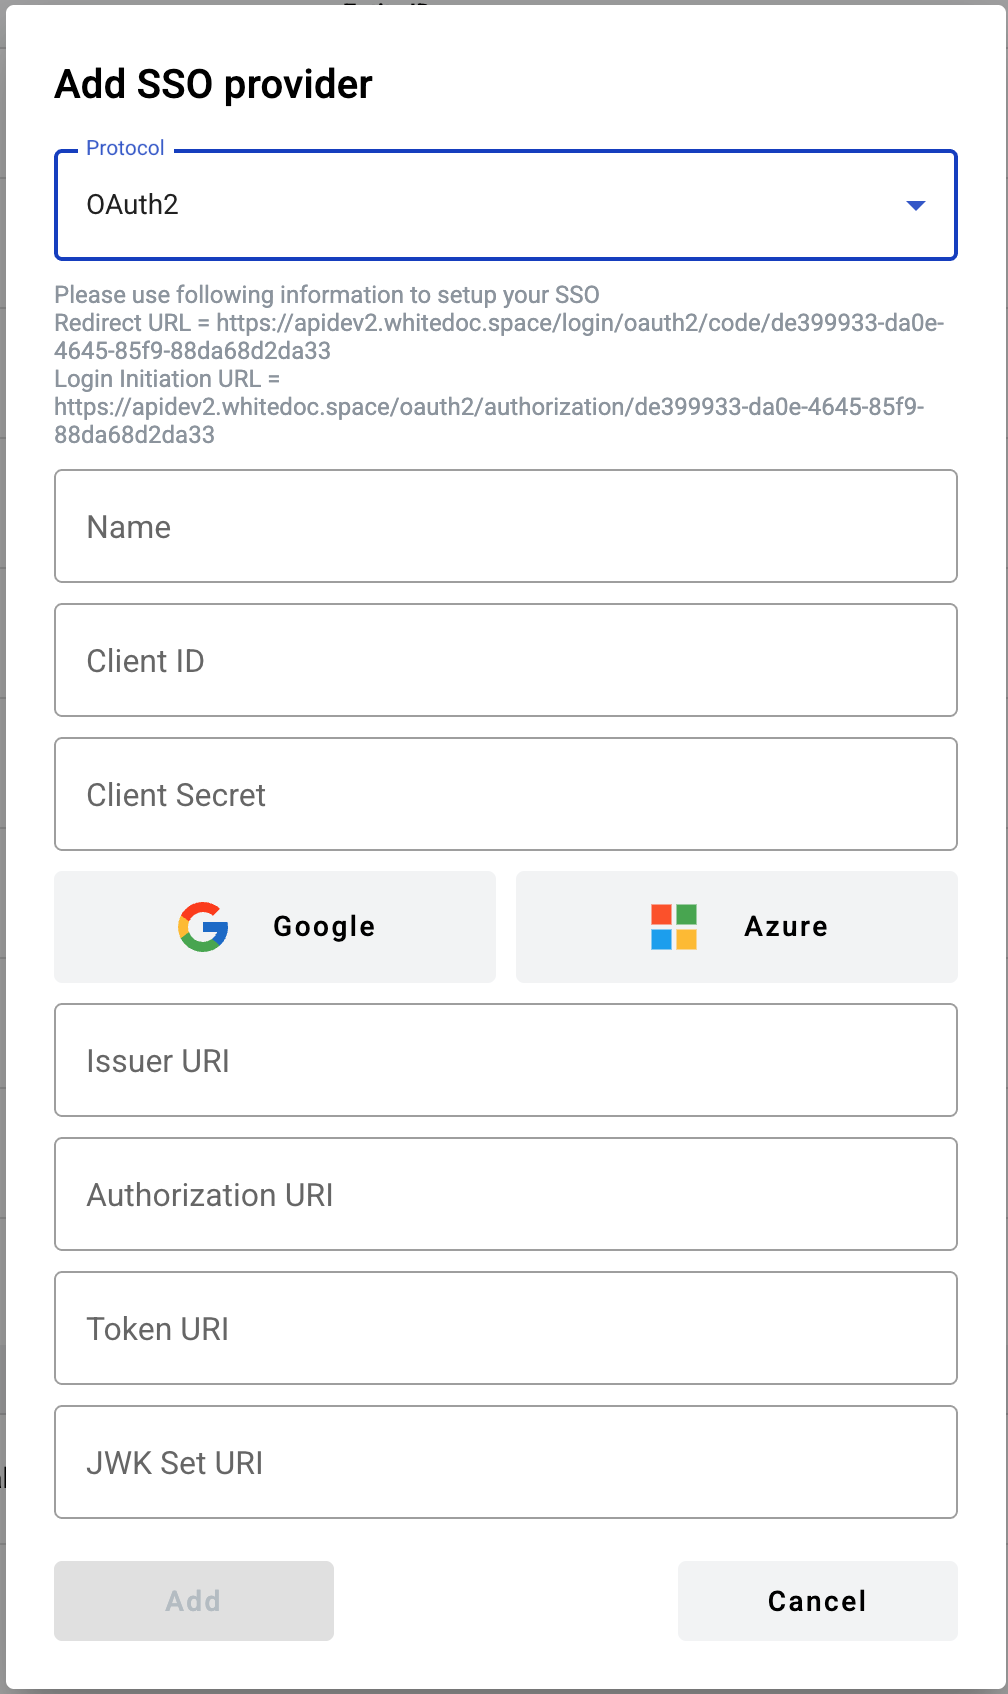 Add SSO provider
Protocol
OAuth2
Please use following information to setup your SSO
Redirect URL = https://apidev2.whitedoc.space/login/oauth2/code/de399933-da0e-
4645-85f9-88da68d2da33
Login Initiation URL =
https://apidev2.whitedoc.space/oauth2/authorization/de399933-da0e-4645-85f9-
88da68d2da33
Name
Client ID
Client Secret
Google
Azure
Issuer URI
Authorization URI
Token URI
JWK Set URI
Add
Cancel